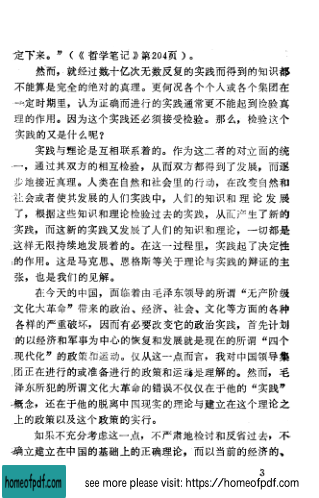 定下来。”（《哲学笔记》第204页）。
然而，就经过数十亿次无数反复的实践而得到的知识都
不能算是完全的绝对的真理。更何况各个个人或各个集团在
一定时期里，认为正确而进行的实践通常更不能起到检验真
理的作用。因为这个实践还必须接受检验。那么，检验这个
实践的又是什么呢？
实践与理论是互相联系着的。作为这二者的对立面的统
一，通过其双方的相互检验，从而双方都得到了发展，而逐
步地接近真理。人类在自然和社会里的行动，在改变自然和
社会或者使其发展的人们实践中，人们的知识和理论发展
了，根据这些知识和理论检验过去的实践，从而产生了新的
实践，而这新的实践又发展了人们的知识和理论，一切都是
这样无限持续地发展着的。在这一过程里，实践起了决定性
的作用。这是马克思、恩格斯等关于理论与实践的辩证的主
张，也是我们的见解。
在今天的中国，面临着由毛泽东领导的所谓“无产阶级
文化大革命”带来的政治、经济、社会、文化等方面的各种
各样的严重破坏，因而有必要改变它的政治实践，首先计划
的以经济和军事为中心的恢复和发展就是现在的所谓“四个
现代化”的政策和运动。仅从这一点而言，我对中国领导集
团正在进行的或准备进行的政策和运动是理解的。然而，毛
泽东所犯的所谓文化大革命的错误不仅仅在于他的“实践”
概念，还在于他的脱离中国现实的理论与建立在这个理论之
上的政策以及这个政策的实行。
如果不充分考虑这一点，不严肃地检讨和反省过去，不
确立建立在中国的基础上的正确理论，而以当前的经济的、
3
homeofpdf.com
see more please visit: https://homeofpdf.com